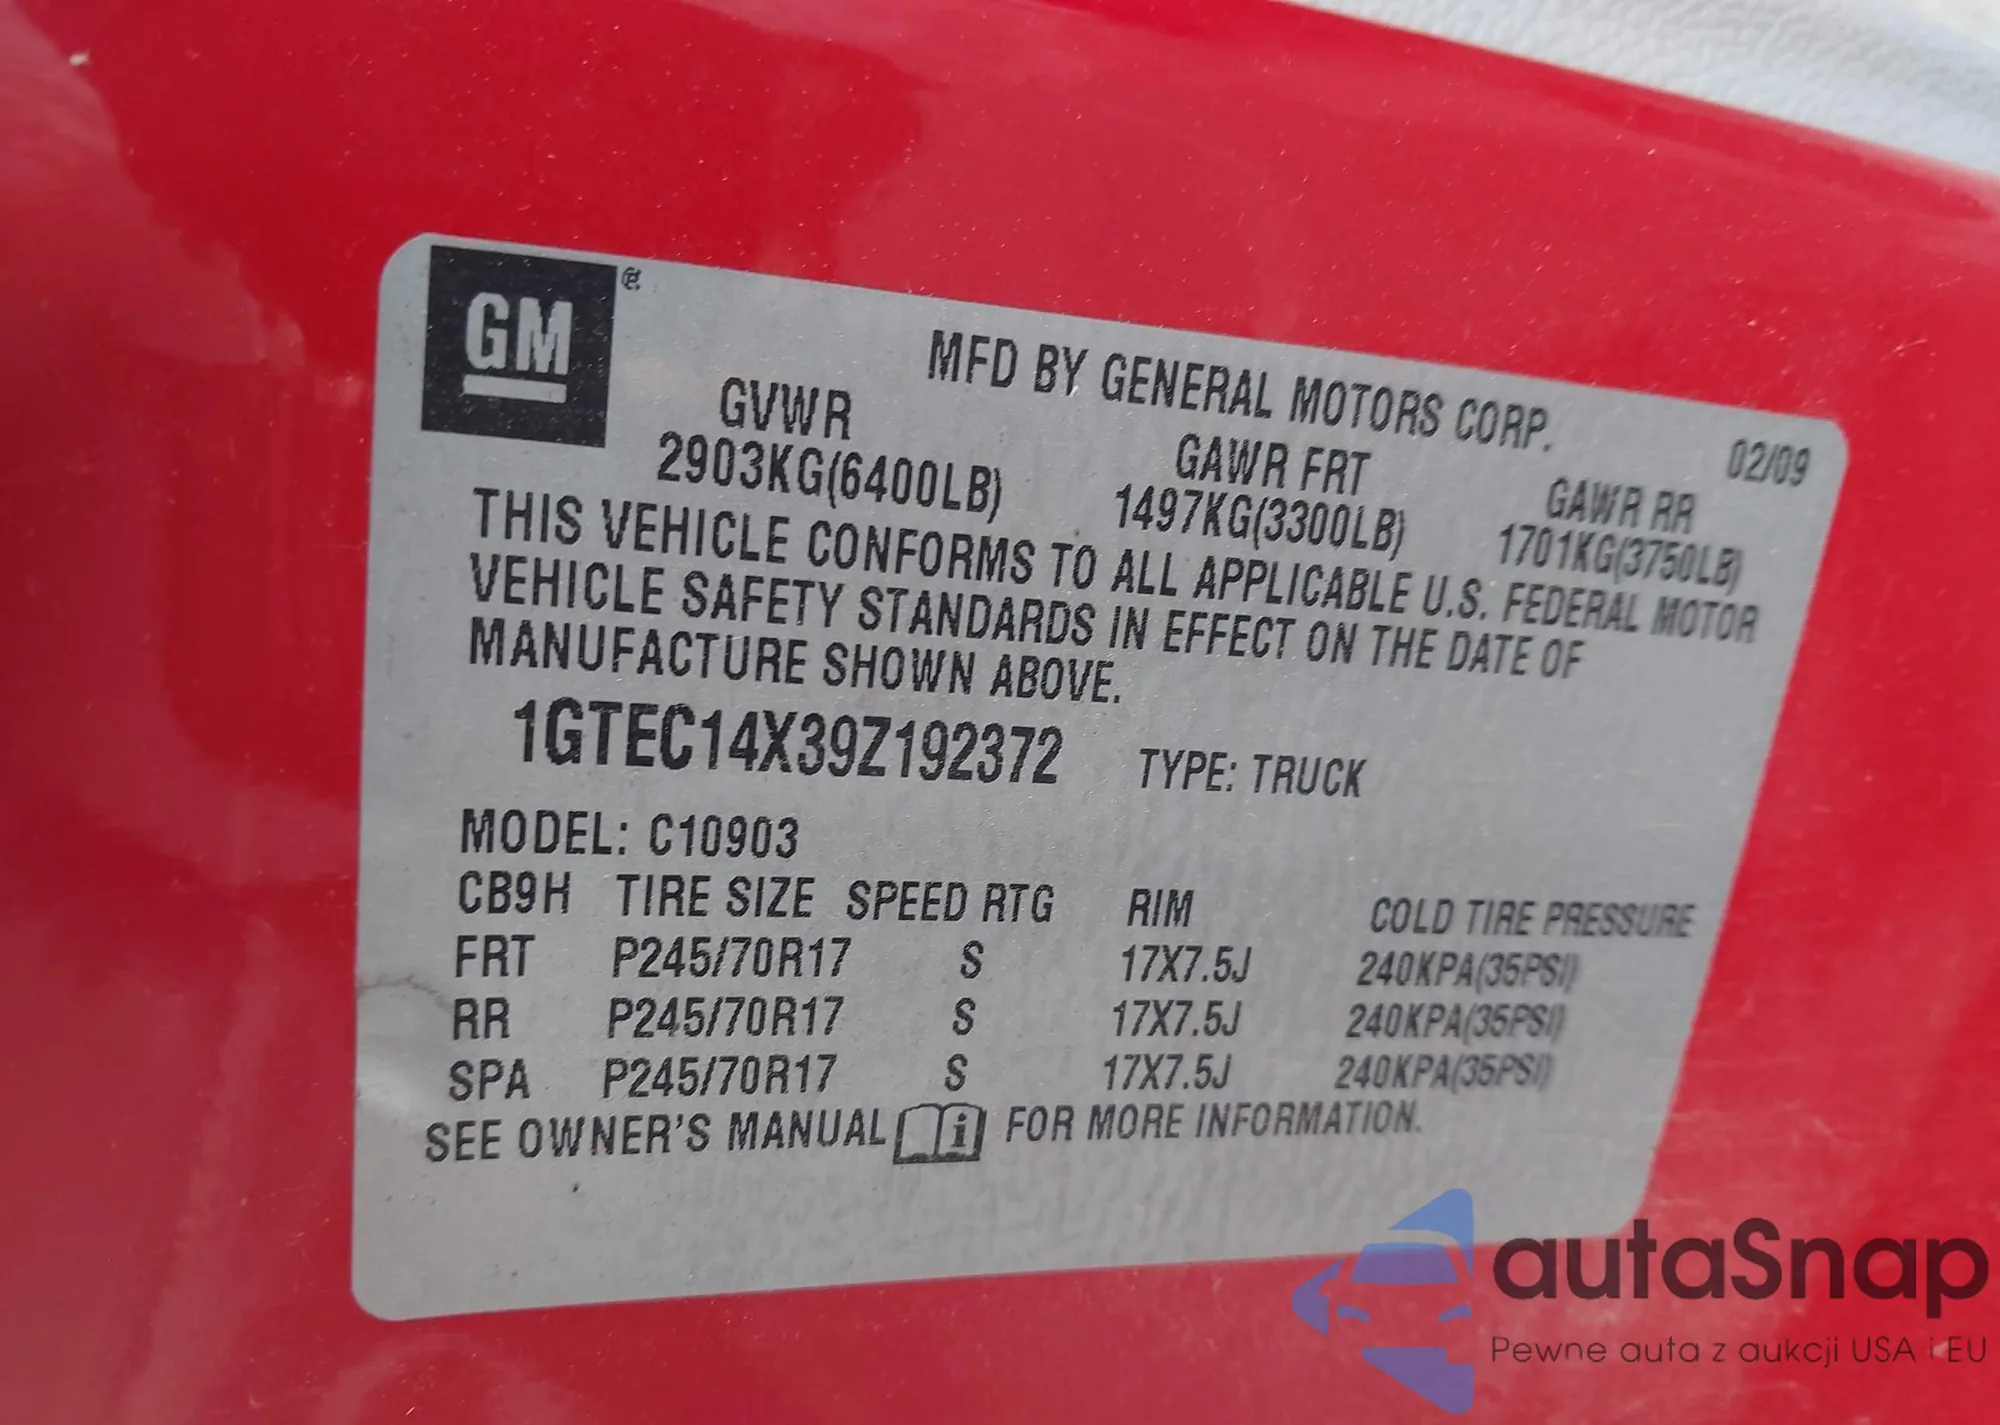 GM
MFD BY GENERAL MOTORS CORP.
02/09
GVWR GAWR FRT GAWR RR
2903KG(6400LB) 1497KG(3300LB) 1701KG(3750LB)
THIS VEHICLE CONFORMS TO ALL APPLICABLE U.S. FEDERAL MOTOR
VEHICLE SAFETY STANDARDS IN EFFECT ON THE DATE OF
MANUFACTURE SHOWN ABOVE.
1GTEC14X39Z192372 TYPE: TRUCK
MODEL: C10903
CB9H TIRE SIZE SPEED RTG RIM COLD TIRE PRESSURE
FRT P245/70R17 S 17X7.5J 240KPA(35PSI)
RR P245/70R17 S 17X7.5J 240KPA(35PSI)
SPA P245/70R17 S 17X7.5J 240KPA(35PSI)
SEE OWNER'S MANUAL i FOR MORE INFORMATION.
autaSnap
Pewne auta z aukcji USA i EU